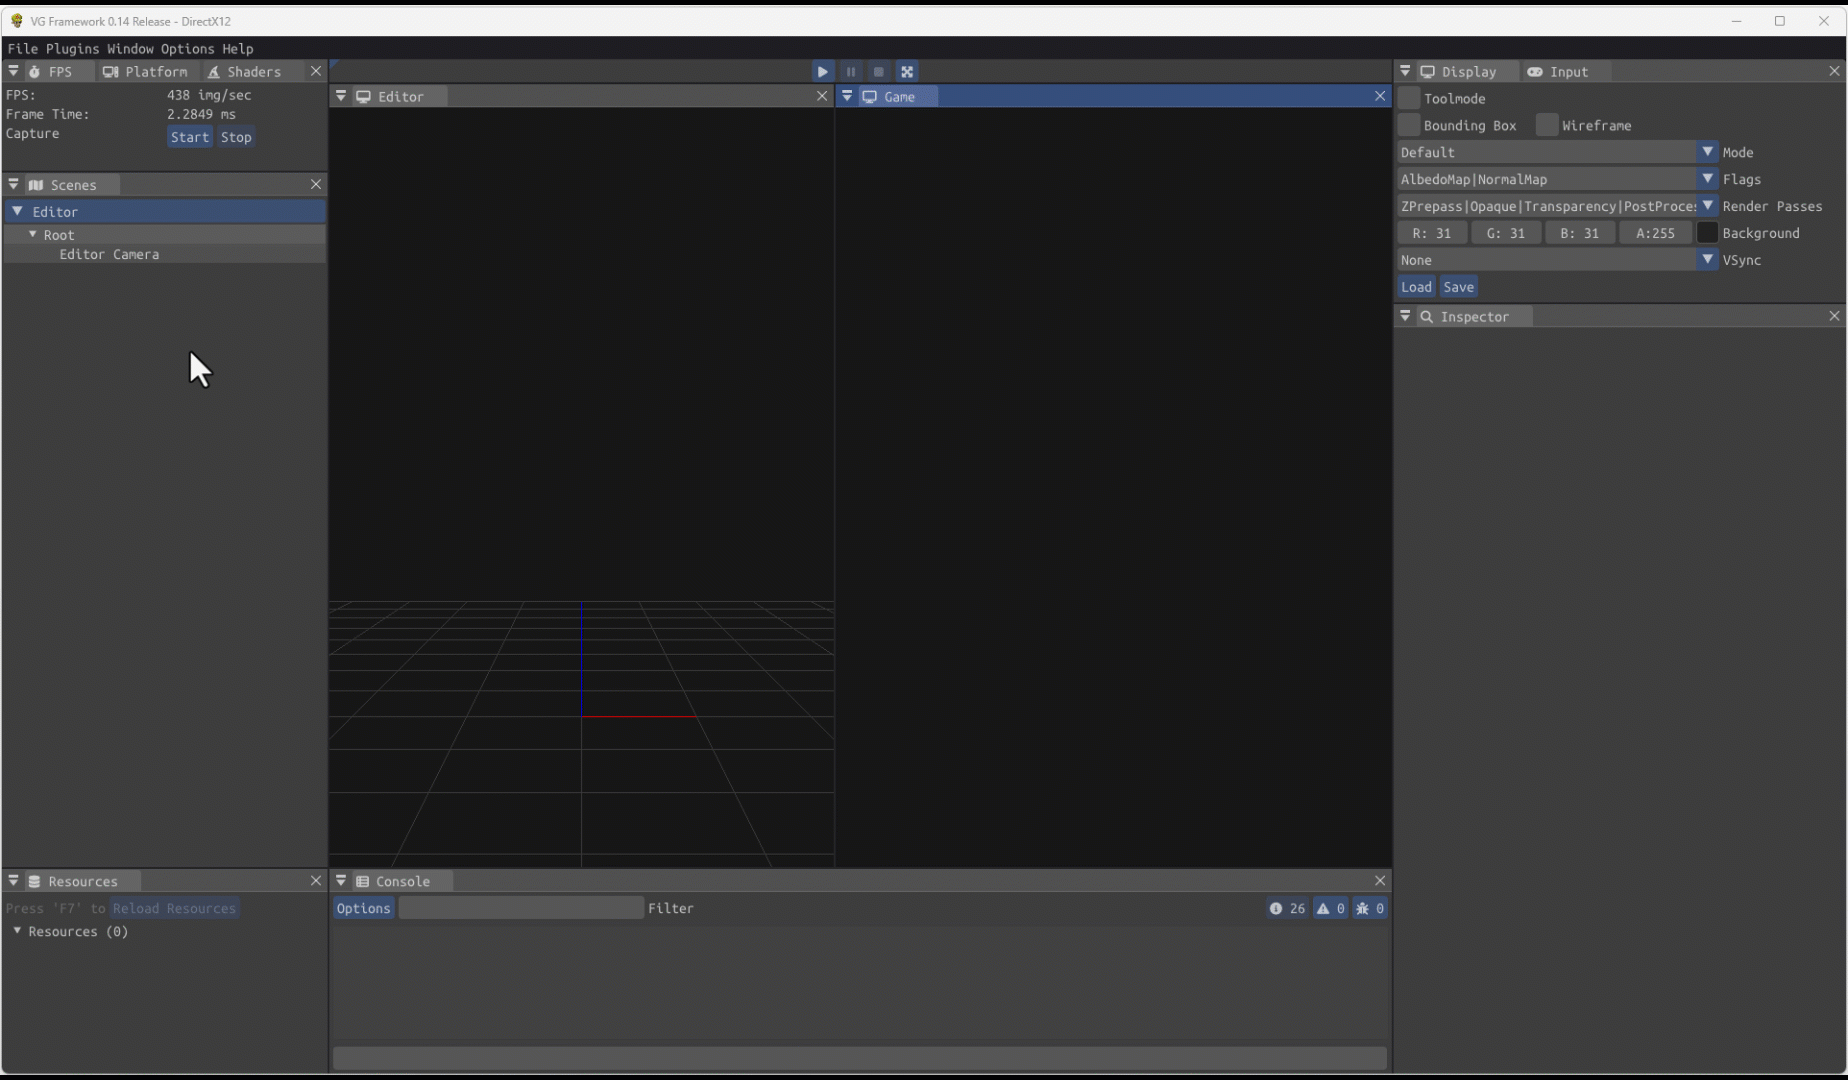 VG Framework 0.14 Release - DirectX12
File Plugins Window Options Help
FPS Platform Shaders
FPS: 438 img/sec
Frame Time: 2.2849 ms
Capture Start Stop
Scenes
Editor
Root
Editor Camera
Editor
Game
Display Input
Toolmode
Bounding Box Wireframe
Default Mode
AlbedoMap|NormalMap Flags
ZPrepass|Opaque|Transparency|PostProces Render Passes
R: 31 G: 31 B: 31 A:255 Background
None VSync
Load Save
Inspector
Resources
Press 'F7' to Reload Resources
Resources (0)
Console
Options Filter 26 0 0